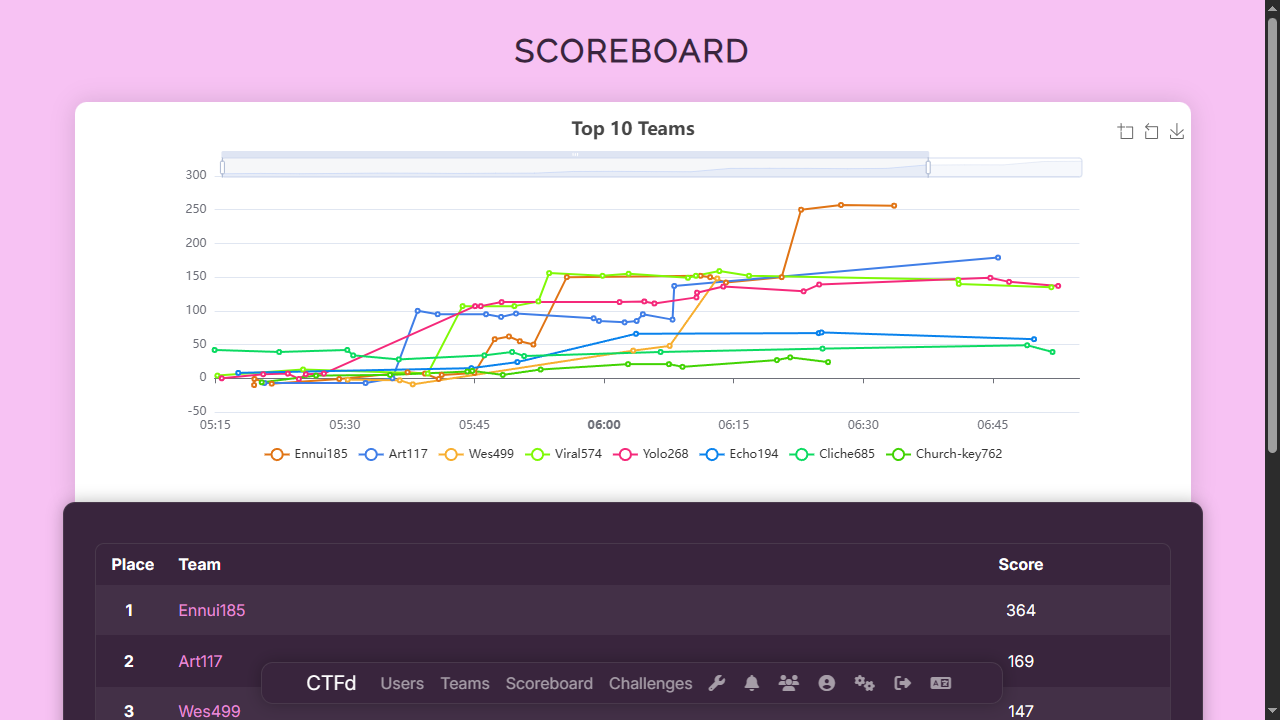 SCOREBOARD
Top 10 Teams
300
250
200
150
100
50
0
-50
05:15 05:30 05:45 06:00 06:15 06:30 06:45
Ennui185 Art117 Wes499 Viral574 Yolo268 Echo194 Cliche685 Church-key762
Place Team Score
1 Ennui185 364
2 Art117 169
CTFd Users Teams Scoreboard Challenges
3 Wes499 147